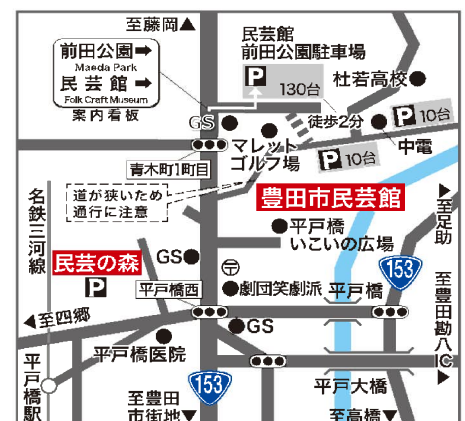 至藤岡▲
前田公園➡
Maeda Park
民芸館➡
Folk Craft Museum
案内看板
民芸館
前田公園駐車場
P
130台
杜若高校
GS
徒歩2分
P 10台
マレット
ゴルフ場
中電
P 10台
青木町1町目
道が狭いため
通行に注意
豊田市民芸館
名鉄三河線
平戸橋
いこいの広場
▲至足助
民芸の森
P
GS
〒
153
平戸橋西
劇団笑劇派
平戸橋
至豊田勘八IC▶
◀至四郷
GS
平戸橋医院
平戸橋駅
153
平戸大橋
至豊田
市街地▼
至高橋▼